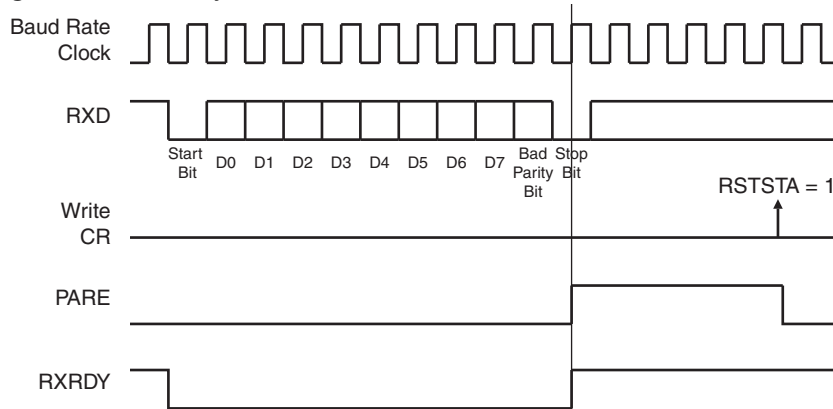 Baud Rate
Clock
RXD
Start
Bit
D0 D1 D2 D3 D4 D5 D6 D7
Bad
Parity
Bit
Stop
Bit
RSTSTA = 1
Write
CR
PARE
RXRDY